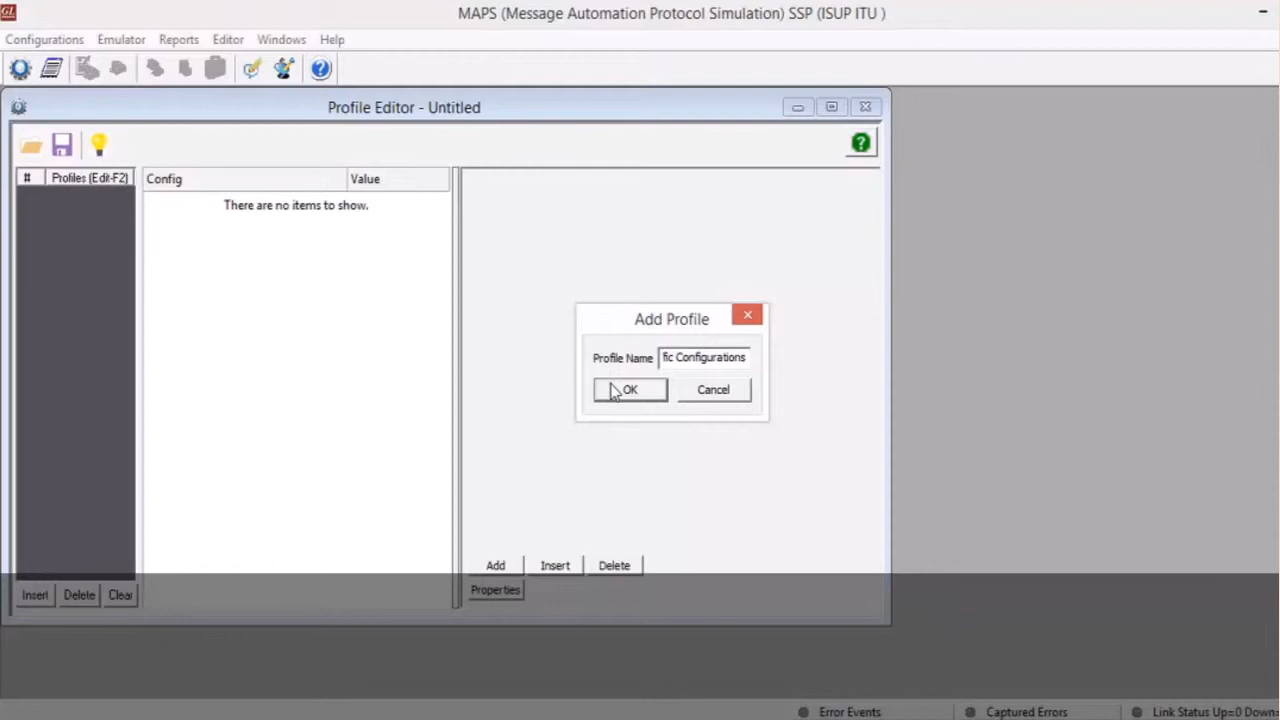 GL
MAPS (Message Automation Protocol Simulation) SSP (ISUP ITU )
Configurations Emulator Reports Editor Windows Help
Profile Editor - Untitled
# Profiles (Edit-F2) Config Value
There are no items to show.
Add Profile
Profile Name fic Configurations
OK Cancel
Add Insert Delete
Insert Delete Clear Properties
Error Events Captured Errors Link Status Up=0 Down=